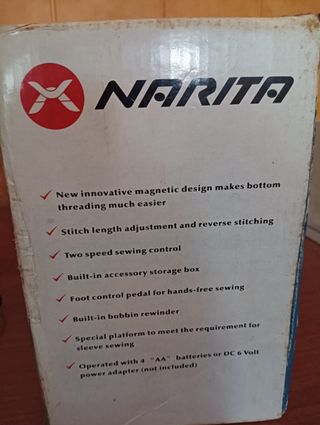 NARITA
New innovative magnetic design makes bottom
threading much easier
Stitch length adjustment and reverse stitching
Two speed sewing control
Built-in accessory storage box
Foot control pedal for hands-free sewing
Built-in bobbin rewinder
Special platform to meet the requirement for
sleeve sewing
Operated with 4 "AA" batteries or DC 6 Volt
power adapter (not included)